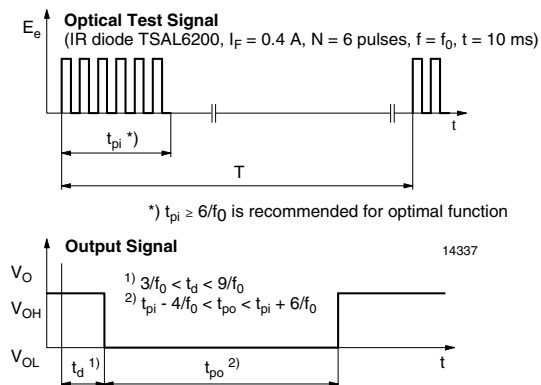 Optical Test Signal
Eₑ
(IR diode TSAL6200, I_F = 0.4 A, N = 6 pulses, f = f₀, t = 10 ms)
t
t_pi *)
T
*) t_pi ≥ 6/f₀ is recommended for optimal function
Output Signal
14337
V_O
V_OH
V_OL
1) 3/f₀ < t_d < 9/f₀
2) t_pi - 4/f₀ < t_po < t_pi + 6/f₀
t_d 1)
t_po 2)
t